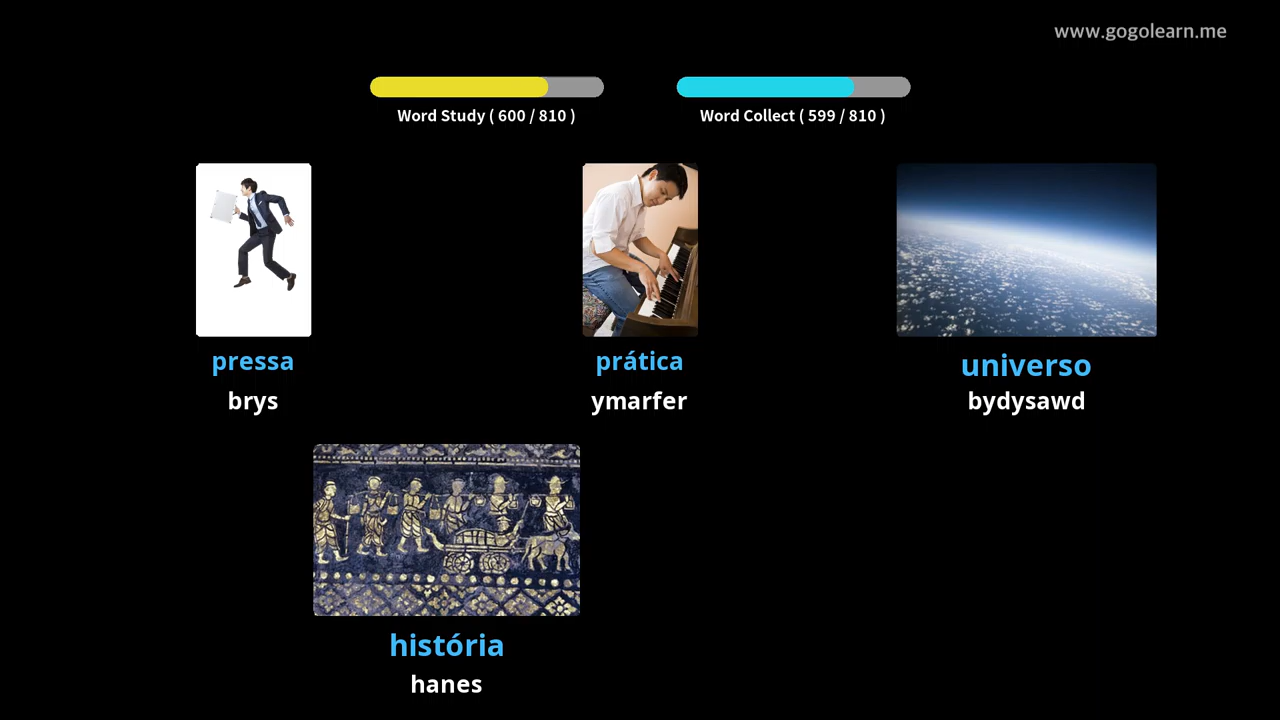 www.gogolearn.me
Word Study ( 600 / 810 )
Word Collect ( 599 / 810 )
pressa
brys
prática
ymarfer
universo
bydysawd
história
hanes